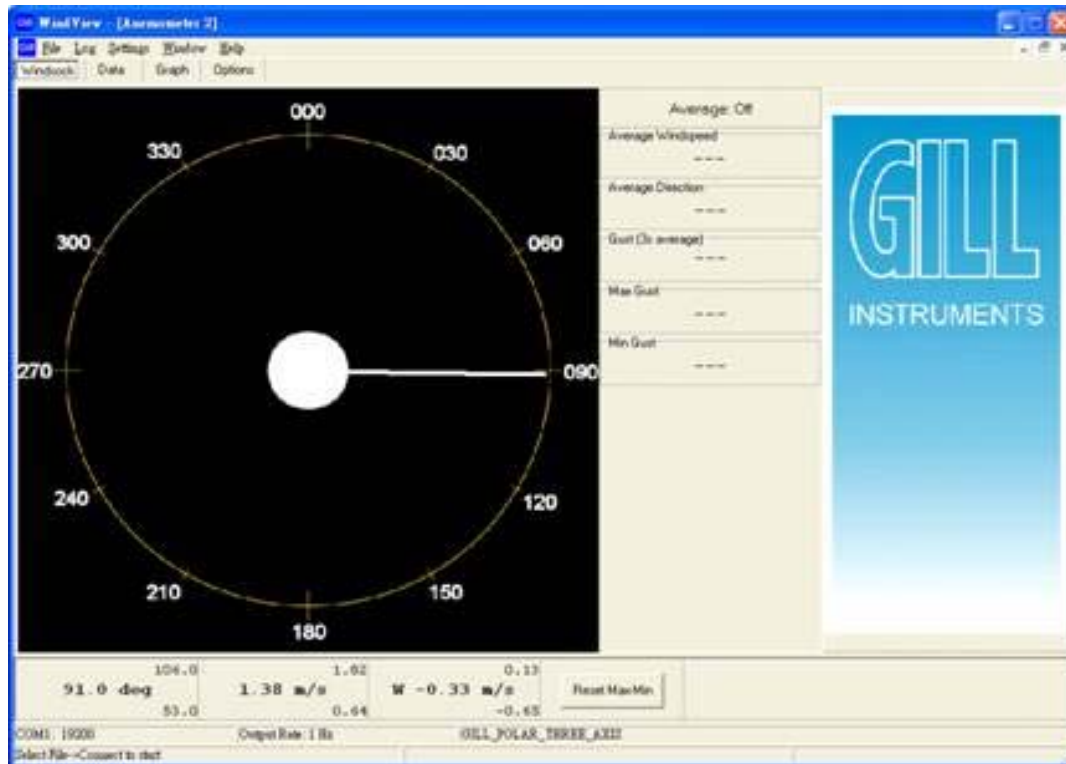 WindView - [Anemometer 2]
File Log Settings Window Help
Windsock Data Graph Options
000
030
060
090
120
150
180
210
240
270
300
330
Average: Off
Average Windspeed
---
Average Direction
---
Gust (3s average)
---
Max Gust
---
Min Gust
---
GILL
INSTRUMENTS
104.0 1.82 0.13
91.0 deg 1.38 m/s W -0.33 m/s Reset Max Min
53.0 0.64 -0.65
COM1 19200 Output Rate: 1 Hz GILL_POLAR_THREE_AXIS
Select File->Connect to start